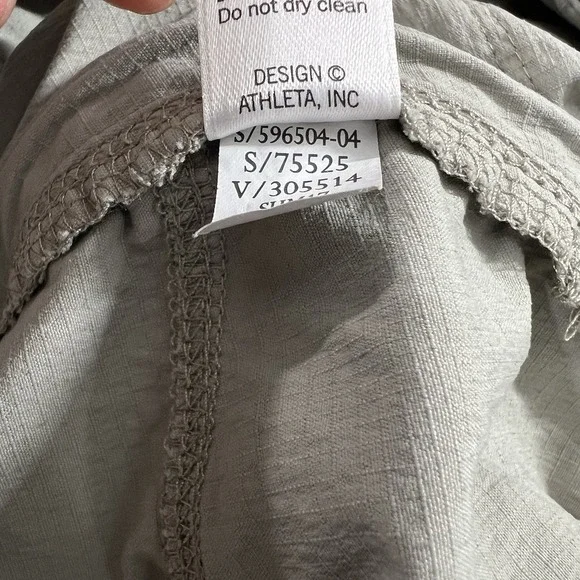 Do not dry clean
DESIGN ©
ATHLETA, INC
S/596504-04
S/75525
V/305514